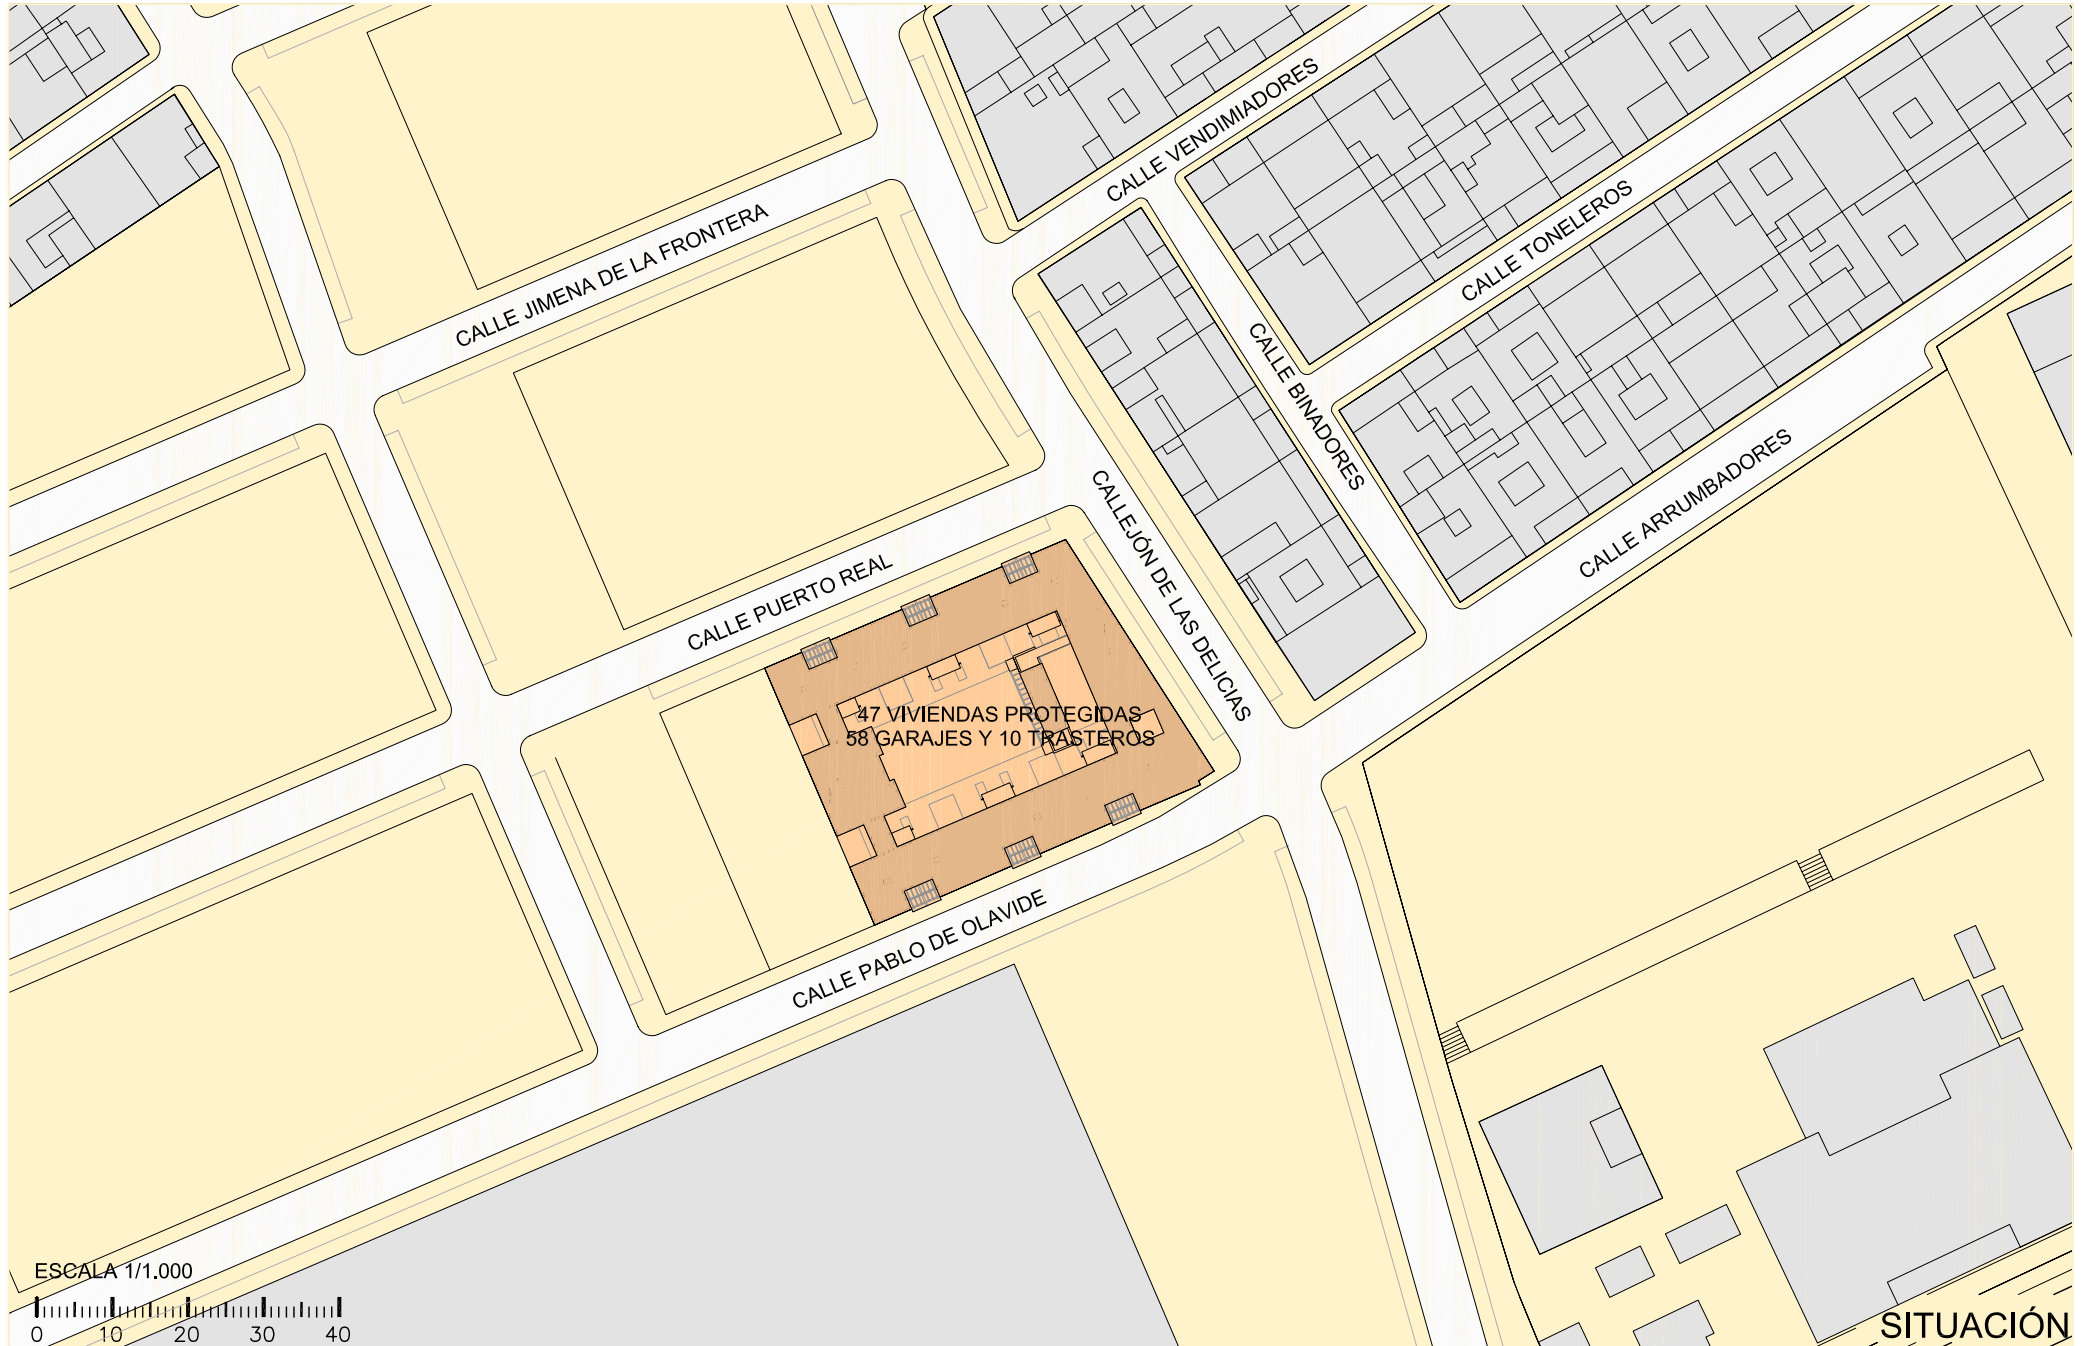 CALLE VENDIMIADORES
CALLE TONELEROS
CALLE JIMENA DE LA FRONTERA
CALLE BINADORES
CALLE ARRUMBADORES
CALLEJÓN DE LAS DELICIAS
CALLE PUERTO REAL
47 VIVIENDAS PROTEGIDAS
58 GARAJES Y 10 TRASTEROS
CALLE PABLO DE OLAVIDE
ESCALA 1/1.000
0 10 20 30 40
SITUACIÓN